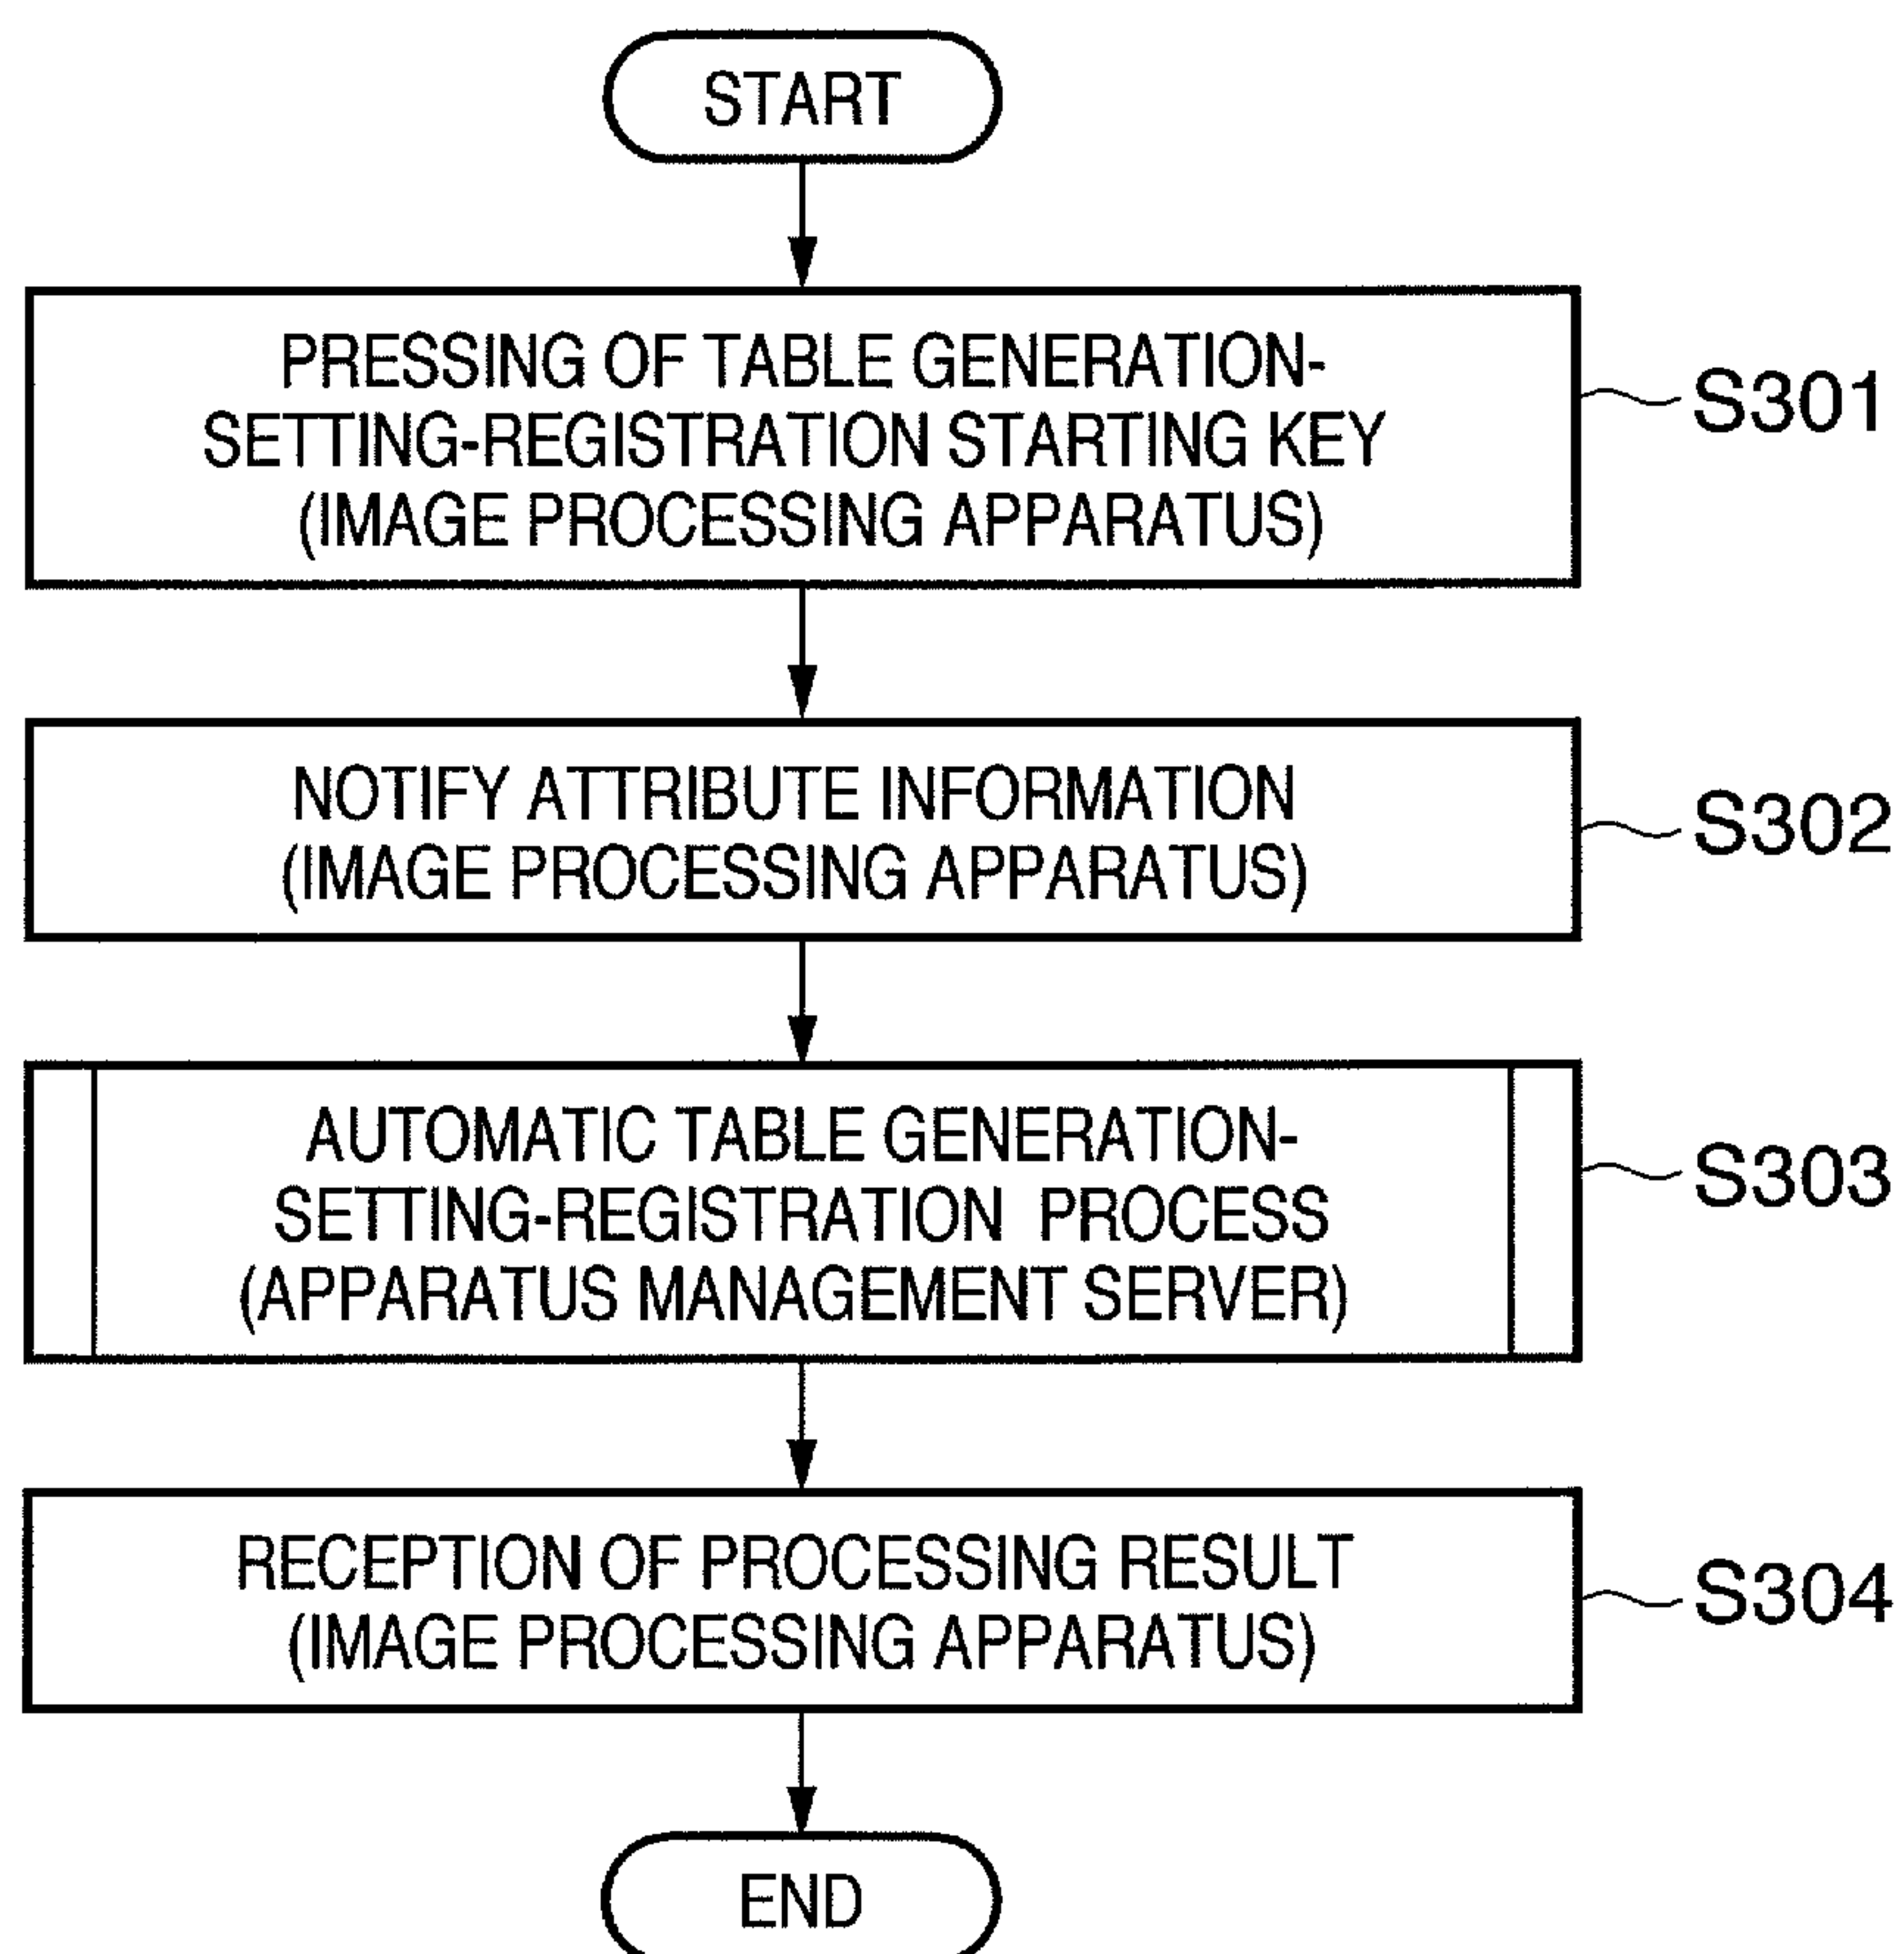 START
PRESSING OF TABLE GENERATION-
SETTING-REGISTRATION STARTING KEY
(IMAGE PROCESSING APPARATUS)
S301
NOTIFY ATTRIBUTE INFORMATION
(IMAGE PROCESSING APPARATUS)
S302
AUTOMATIC TABLE GENERATION-
SETTING-REGISTRATION PROCESS
(APPARATUS MANAGEMENT SERVER)
S303
RECEPTION OF PROCESSING RESULT
(IMAGE PROCESSING APPARATUS)
S304
END